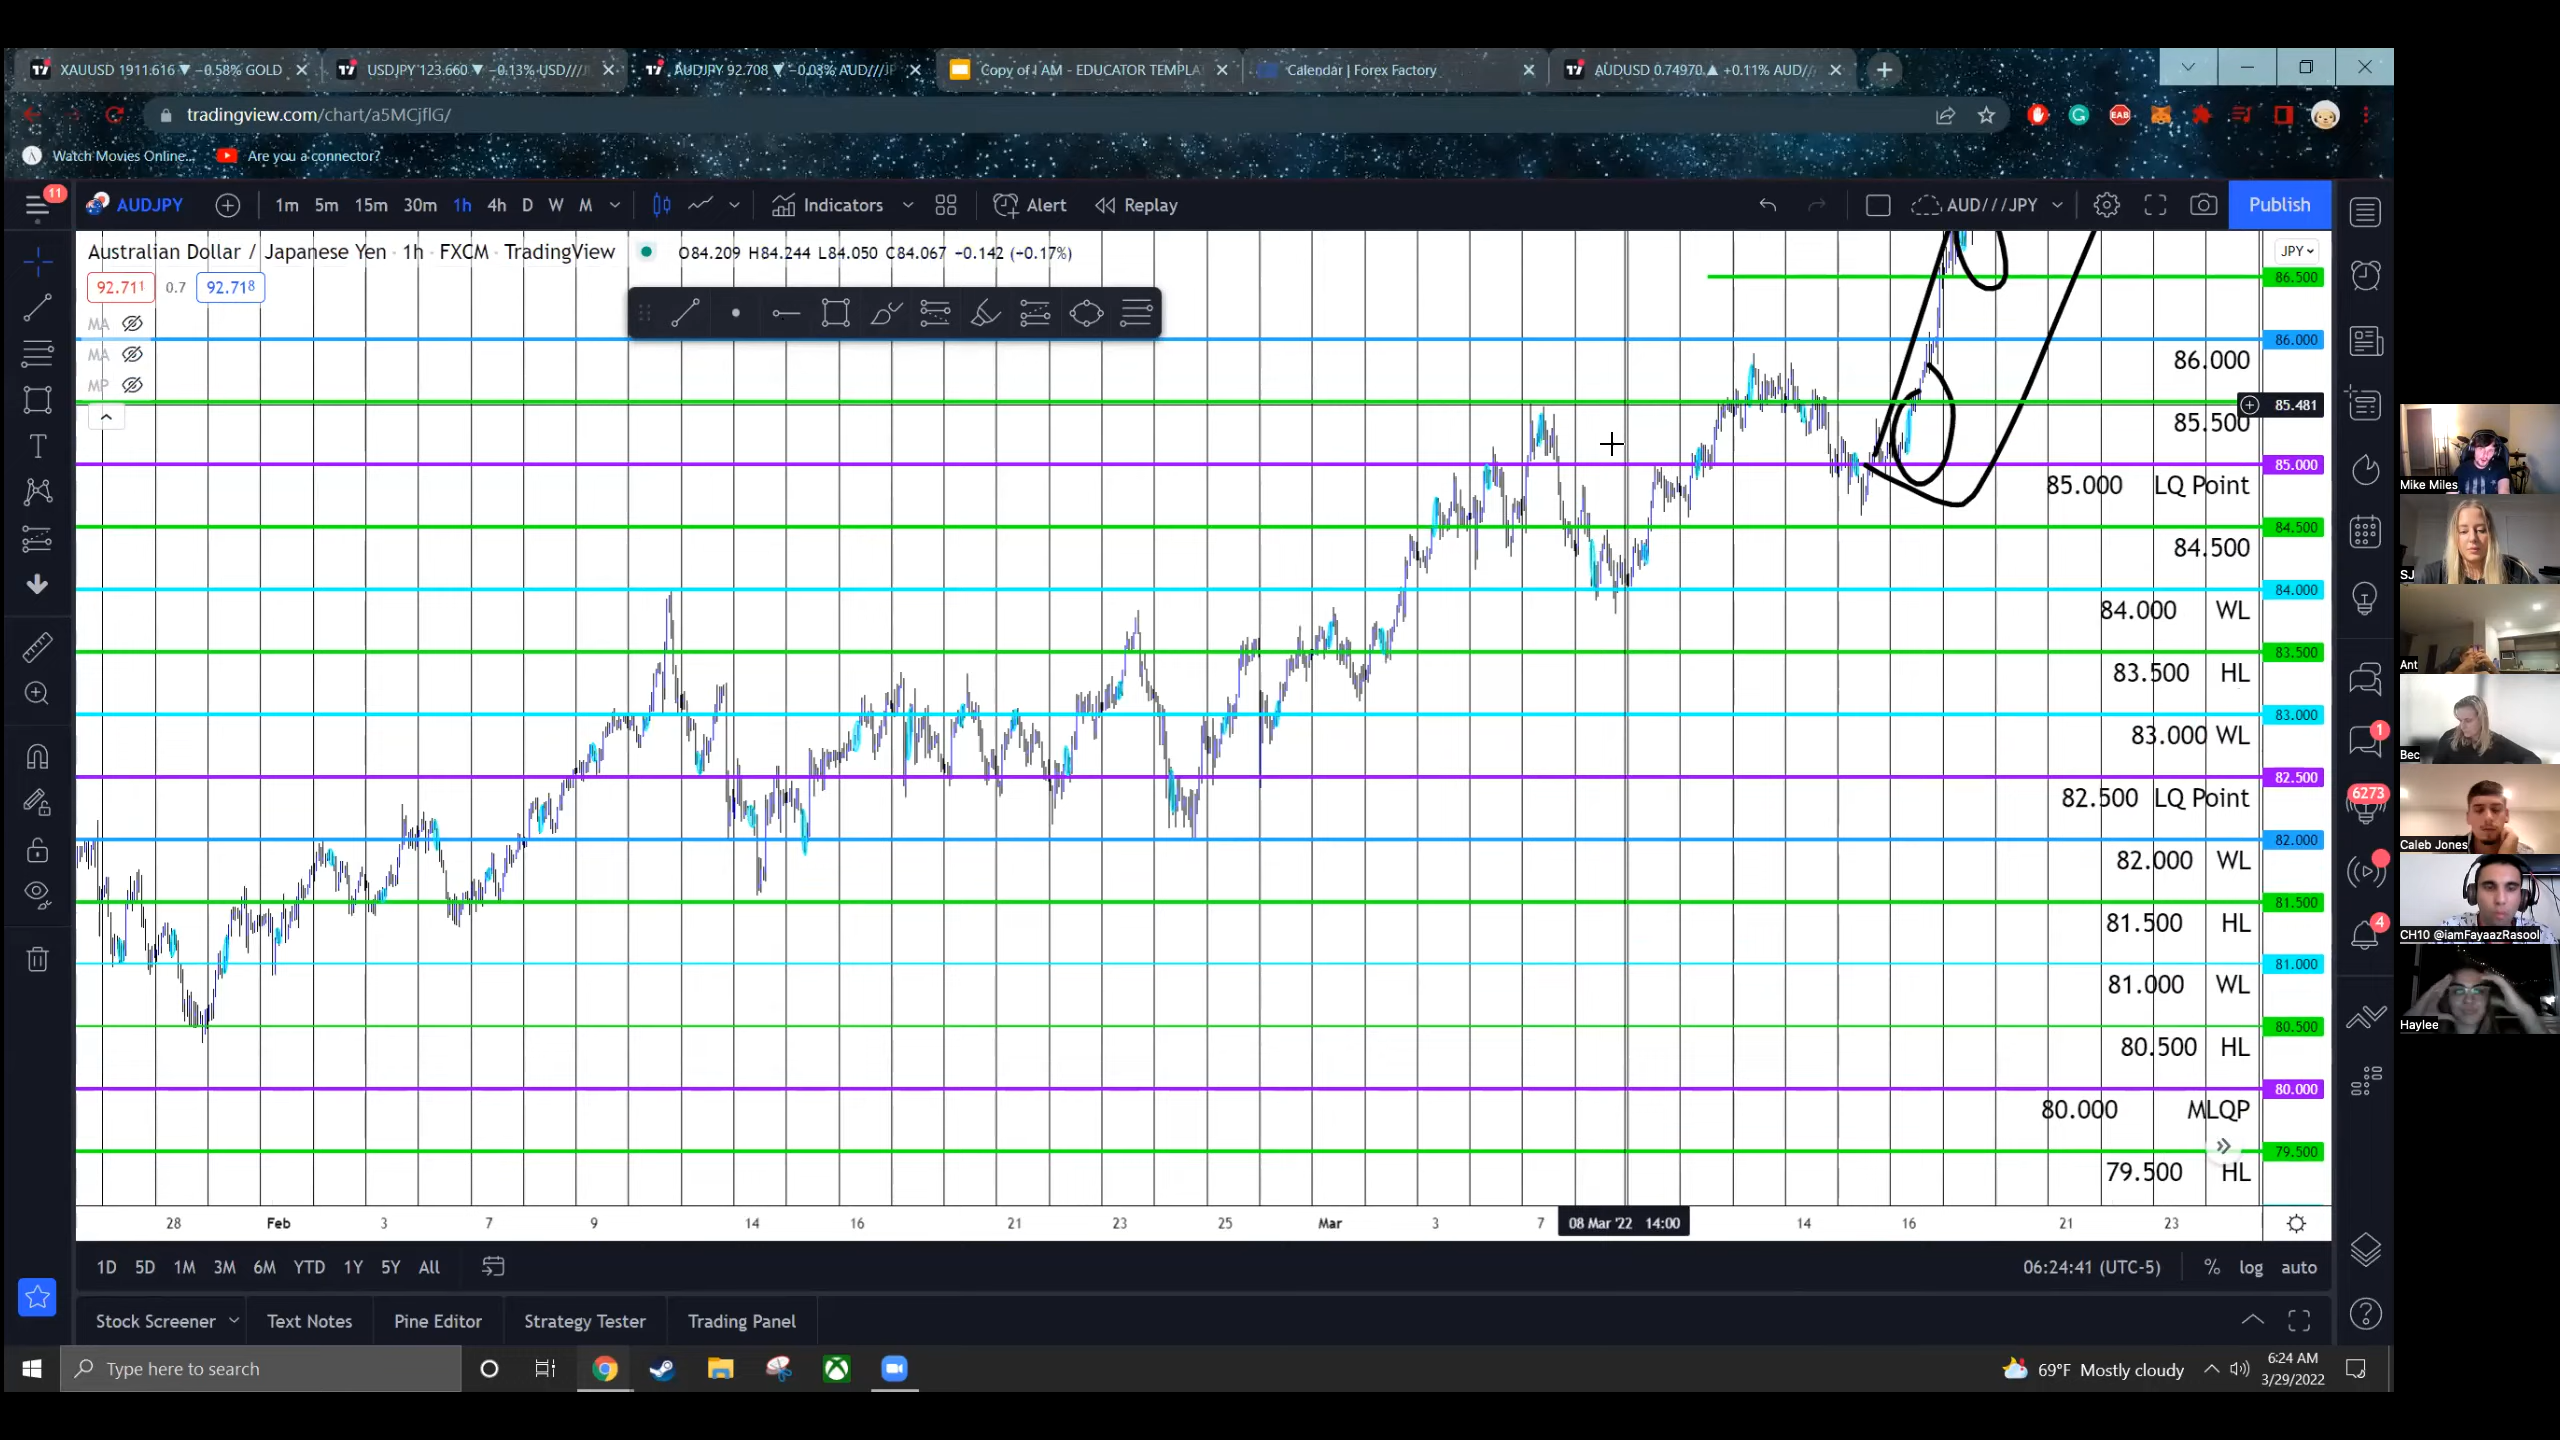 XAUUSD 1911.616 ▼ −0.58% GOLD
USDJPY 123.660 ▼ −0.13% USD///J
AUDJPY 92.708 ▼ −0.03% AUD///JP
Copy of I AM - EDUCATOR TEMPLA
Calendar | Forex Factory
AUDUSD 0.74970 ▲ +0.11% AUD//
tradingview.com/chart/a5MCjflG/
EAB
Watch Movies Online...
Are you a connector?
11
AUDJPY
1m 5m 15m 30m 1h 4h D W M
Indicators
Alert
Replay
AUD///JPY
Publish
Australian Dollar / Japanese Yen · 1h · FXCM · TradingView
O84.209 H84.244 L84.050 C84.067 −0.142 (−0.17%)
JPY
92.711 0.7 92.718
MA
MA
MP
86.500
86.000
86.000
85.481
85.500
85.000
85.000 LQ Point
84.500
84.500
84.000
84.000 WL
83.500
83.500 HL
83.000
83.000 WL
82.500
82.500 LQ Point
82.000
82.000 WL
81.500
81.500 HL
81.000
81.000 WL
80.500
80.500 HL
80.000
80.000 MLQP
79.500
79.500 HL
28 Feb 3 7 9 14 16 21 23 25 Mar 3 7 08 Mar '22 14:00 14 16 21 23
1D 5D 1M 3M 6M YTD 1Y 5Y All
06:24:41 (UTC-5) % log auto
Stock Screener
Text Notes
Pine Editor
Strategy Tester
Trading Panel
Type here to search
69°F Mostly cloudy
6:24 AM
3/29/2022
1
6273
4
Mike Miles
SJ
Ant
Bec
Caleb Jones
CH10 @iamFayaazRasool
Haylee